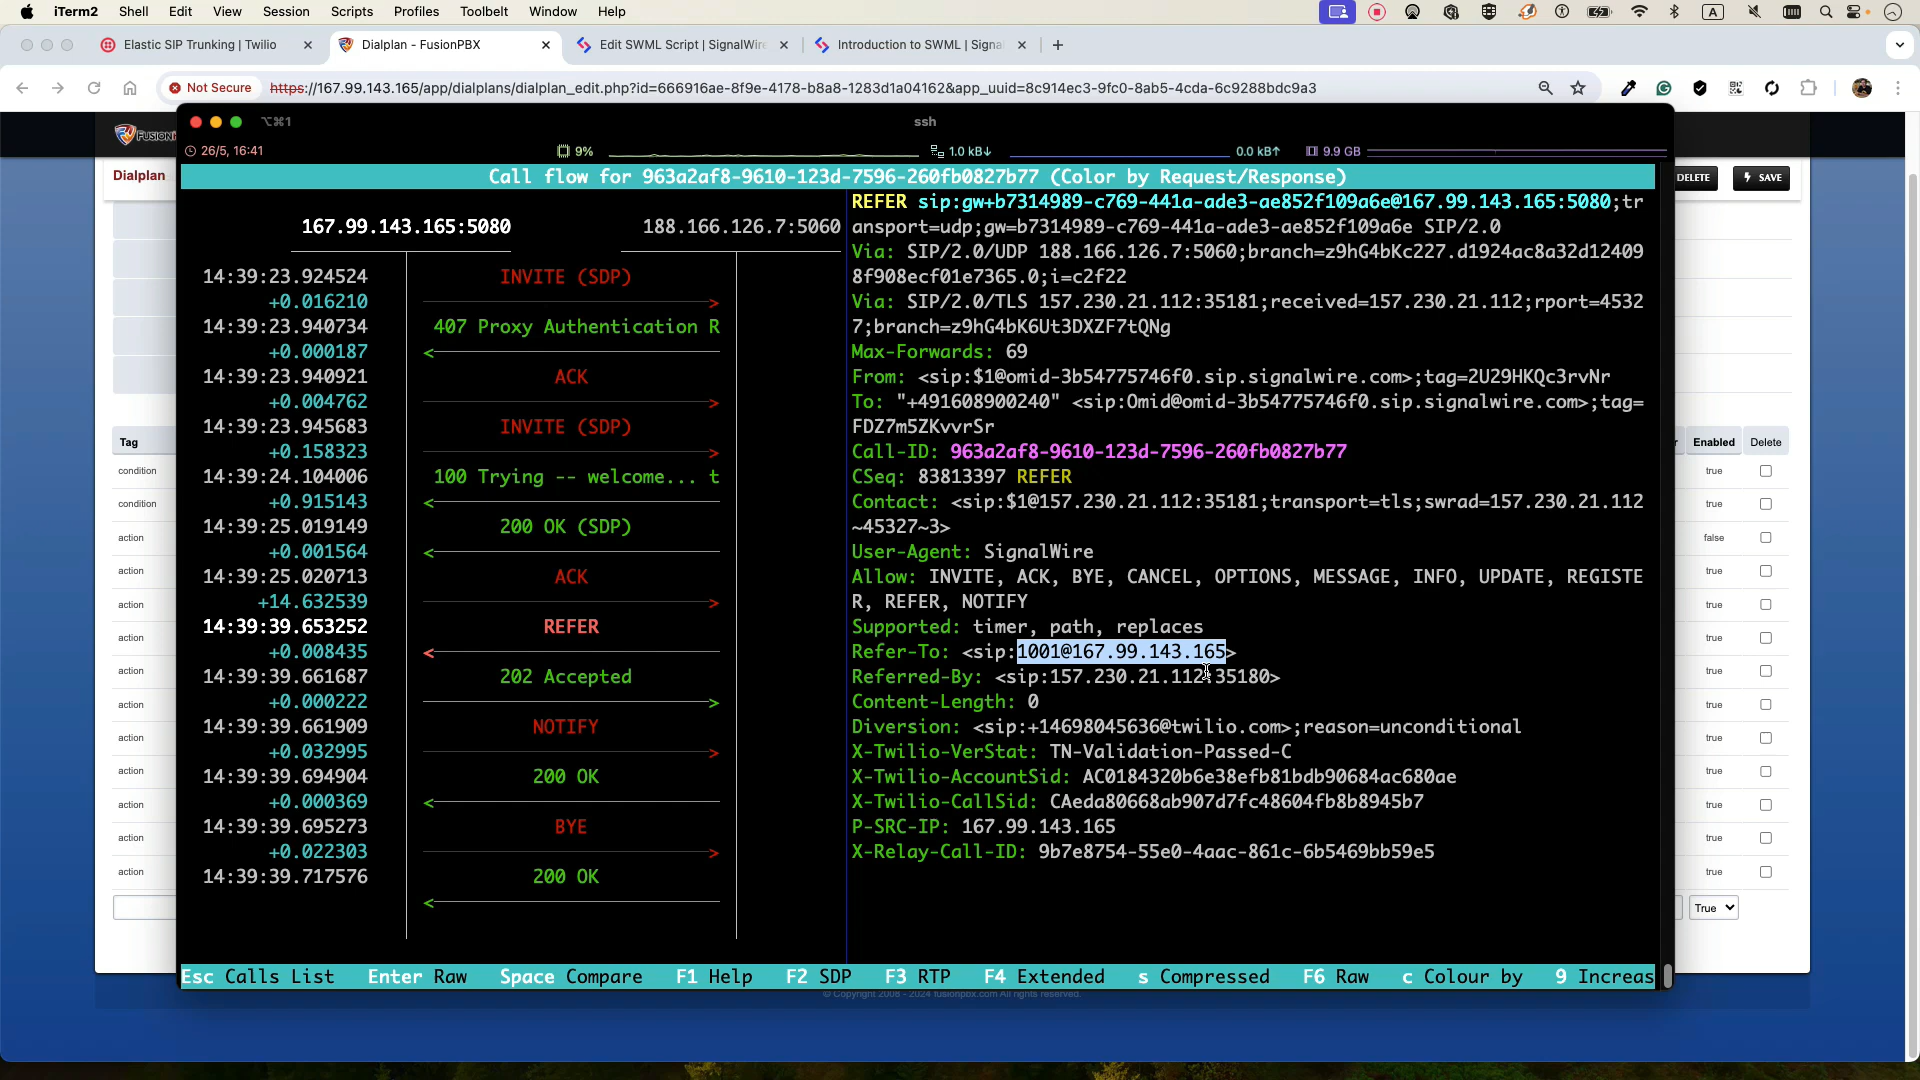 iTerm2 Shell Edit View Session Scripts Profiles Toolbelt Window Help
A
Elastic SIP Trunking | Twilio
Dialplan - FusionPBX
Edit SWML Script | SignalWire
Introduction to SWML | Signa
Not Secure https://167.99.143.165/app/dialplans/dialplan_edit.php?id=666916ae-8f9e-4178-b8a8-1283d1a04162&app_uuid=8c914ec3-9fc0-8ab5-4cda-6c9288bdc9a3
⌥⌘1 ssh
26/5, 16:41 9% 1.0 kB↓ 0.0 kB↑ 9.9 GB
Call flow for 963a2af8-9610-123d-7596-260fb0827b77 (Color by Request/Response)
167.99.143.165:5080 188.166.126.7:5060
14:39:23.924524 INVITE (SDP)
+0.016210
14:39:23.940734 407 Proxy Authentication R
+0.000187
14:39:23.940921 ACK
+0.004762
14:39:23.945683 INVITE (SDP)
+0.158323
14:39:24.104006 100 Trying -- welcome... t
+0.915143
14:39:25.019149 200 OK (SDP)
+0.001564
14:39:25.020713 ACK
+14.632539
14:39:39.653252 REFER
+0.008435
14:39:39.661687 202 Accepted
+0.000222
14:39:39.661909 NOTIFY
+0.032995
14:39:39.694904 200 OK
+0.000369
14:39:39.695273 BYE
+0.022303
14:39:39.717576 200 OK
REFER sip:gw+b7314989-c769-441a-ade3-ae852f109a6e@167.99.143.165:5080;tr
ansport=udp;gw=b7314989-c769-441a-ade3-ae852f109a6e SIP/2.0
Via: SIP/2.0/UDP 188.166.126.7:5060;branch=z9hG4bKc227.d1924ac8a32d12409
8f908ecf01e7365.0;i=c2f22
Via: SIP/2.0/TLS 157.230.21.112:35181;received=157.230.21.112;rport=4532
7;branch=z9hG4bK6Ut3DXZF7tQNg
Max-Forwards: 69
From: <sip:$1@omid-3b54775746f0.sip.signalwire.com>;tag=2U29HKQc3rvNr
To: "+491608900240" <sip:Omid@omid-3b54775746f0.sip.signalwire.com>;tag=
FDZ7m5ZKvvrSr
Call-ID: 963a2af8-9610-123d-7596-260fb0827b77
CSeq: 83813397 REFER
Contact: <sip:$1@157.230.21.112:35181;transport=tls;swrad=157.230.21.112
~45327~3>
User-Agent: SignalWire
Allow: INVITE, ACK, BYE, CANCEL, OPTIONS, MESSAGE, INFO, UPDATE, REGISTE
R, REFER, NOTIFY
Supported: timer, path, replaces
Refer-To: <sip:1001@167.99.143.165>
Referred-By: <sip:157.230.21.112:35180>
Content-Length: 0
Diversion: <sip:+14698045636@twilio.com>;reason=unconditional
X-Twilio-VerStat: TN-Validation-Passed-C
X-Twilio-AccountSid: AC0184320b6e38efb81bdb90684ac680ae
X-Twilio-CallSid: CAeda80668ab907d7fc48604fb8b8945b7
P-SRC-IP: 167.99.143.165
X-Relay-Call-ID: 9b7e8754-55e0-4aac-861c-6b5469bb59e5
Esc Calls List Enter Raw Space Compare F1 Help F2 SDP F3 RTP F4 Extended s Compressed F6 Raw c Colour by 9 Increas
Dialplan
DELETE SAVE
Tag
condition
condition
action
action
action
action
action
action
action
action
action
action
action
Enabled Delete
true
true
false
true
true
true
true
true
true
true
true
true
true
True
Copyright 2008 - 2024 fusionpbx.com All rights reserved.